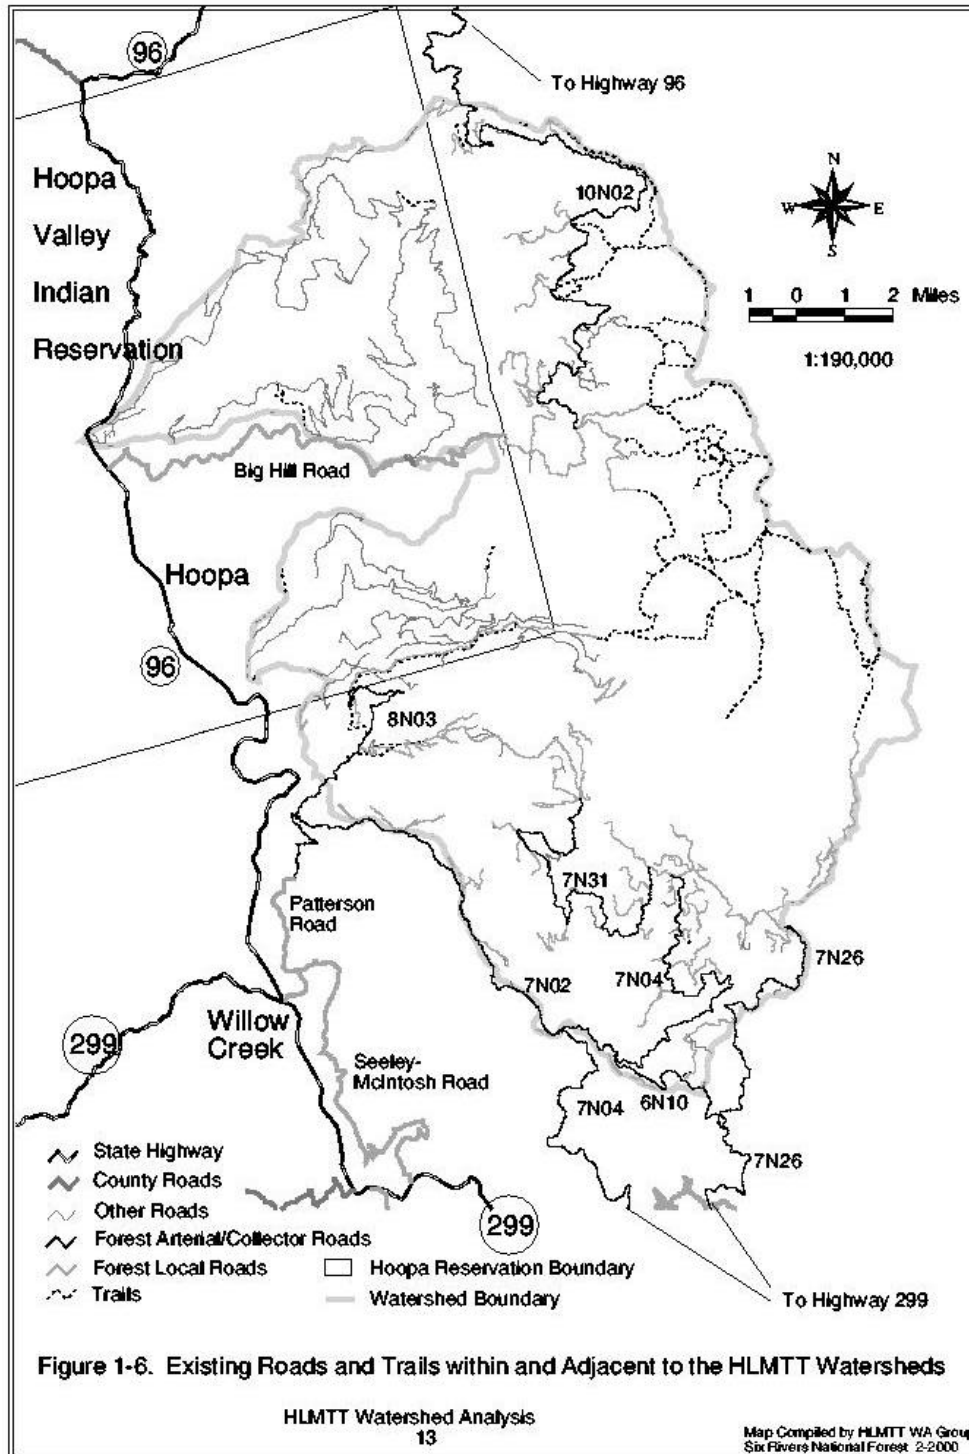 96
To Highway 96
Hoopa
Valley
Indian
Reservation
10N02
N
W E
S
1 0 1 2 Miles
1:190,000
Big Hill Road
Hoopa
96
8N03
7N31
Patterson
Road
7N02
7N04
7N26
Willow
Creek
299
Seeley-
McIntosh Road
7N04
6N10
7N26
State Highway
County Roads
Other Roads
Forest Arterial/Collector Roads
Forest Local Roads
Trails
Hoopa Reservation Boundary
Watershed Boundary
299
To Highway 299
Figure 1-6. Existing Roads and Trails within and Adjacent to the HLMTT Watersheds
HLMTT Watershed Analysis
13
Map Compiled by HLMTT WA Group
Six Rivers National Forest 2-2000